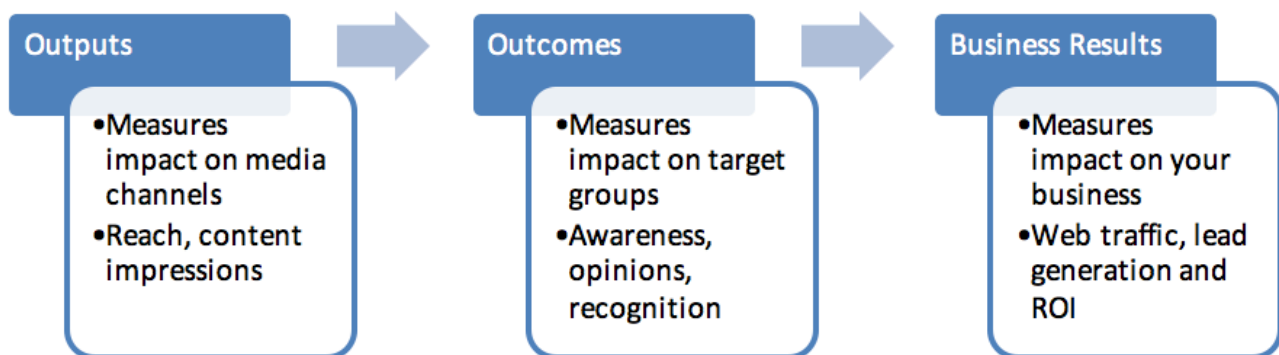 Outputs
•Measures
impact on media
channels
•Reach, content
impressions
Outcomes
•Measures
impact on target
groups
•Awareness,
opinions,
recognition
Business Results
•Measures
impact on your
business
•Web traffic, lead
generation and
ROI